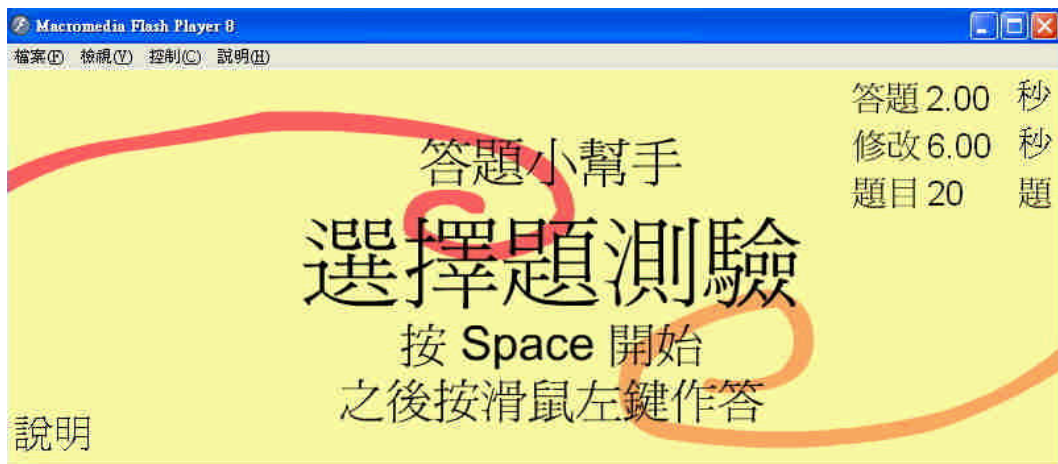 Macromedia Flash Player 8
檔案(F) 檢視(V) 控制(C) 說明(H)
答題 2.00 秒
修改 6.00 秒
題目 20 題
答題小幫手
選擇題測驗
按 Space 開始
之後按滑鼠左鍵作答
說明